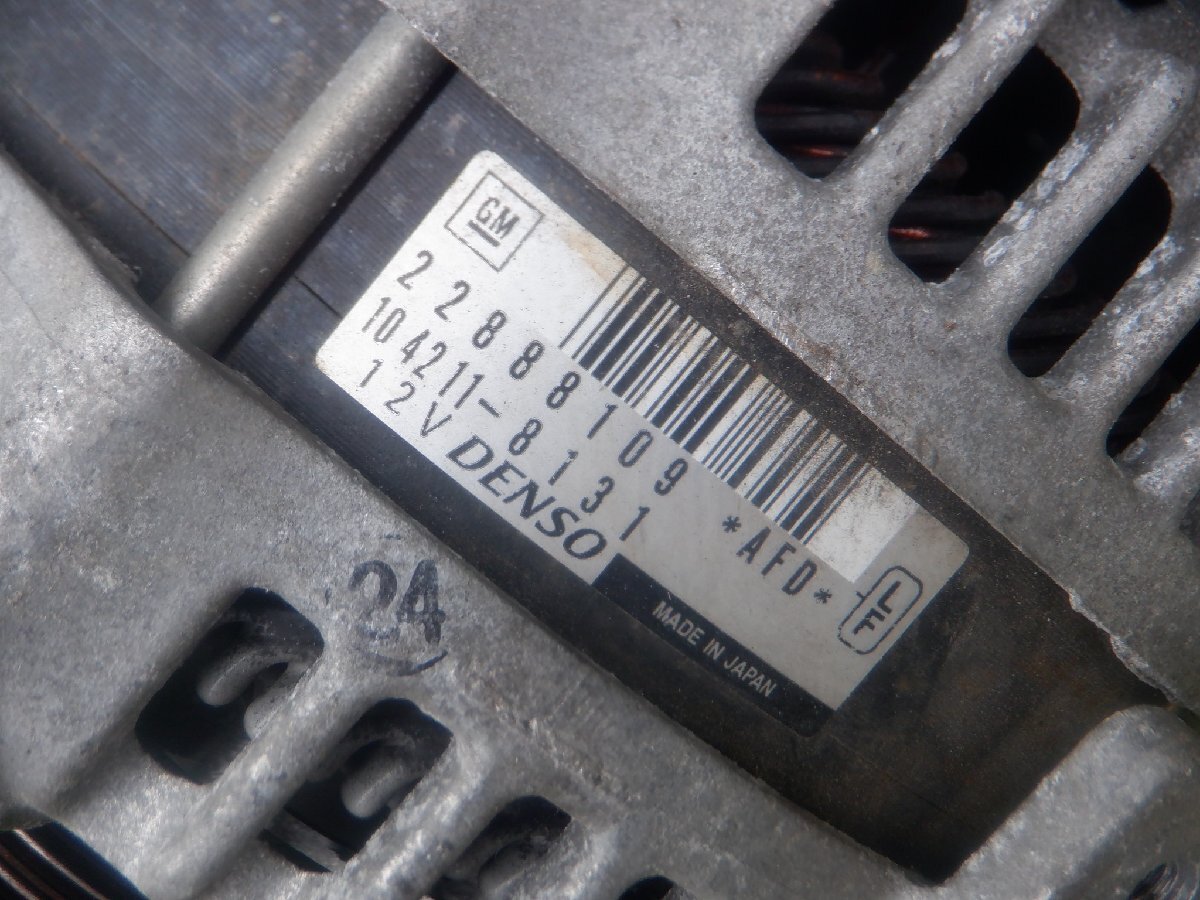 GM
22888109
104211-8131 *AFD*
12V DENSO
LF
MADE IN JAPAN
24